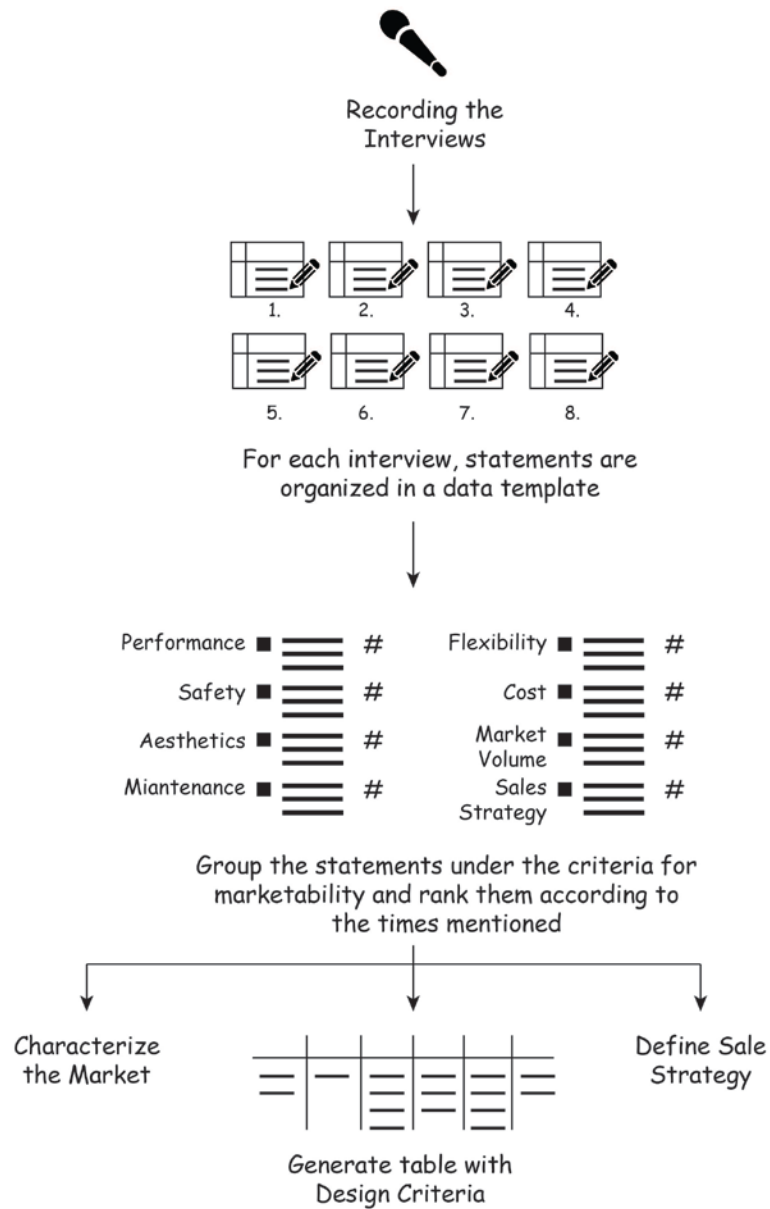 Recording the
Interviews
1.
2.
3.
4.
5.
6.
7.
8.
For each interview, statements are
organized in a data template
Performance #
Safety #
Aesthetics #
Miantenance #
Flexibility #
Cost #
Market
Volume #
Sales
Strategy #
Group the statements under the criteria for
marketability and rank them according to
the times mentioned
Characterize
the Market
Generate table with
Design Criteria
Define Sale
Strategy